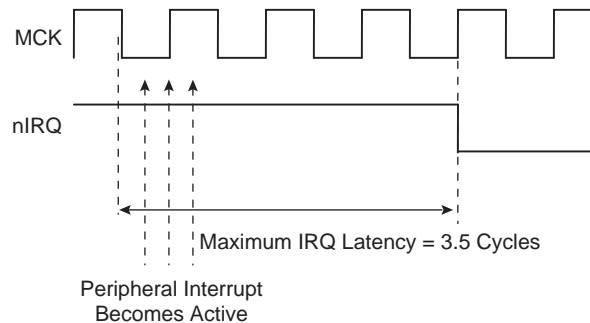 MCK
nIRQ
Maximum IRQ Latency = 3.5 Cycles
Peripheral Interrupt
Becomes Active